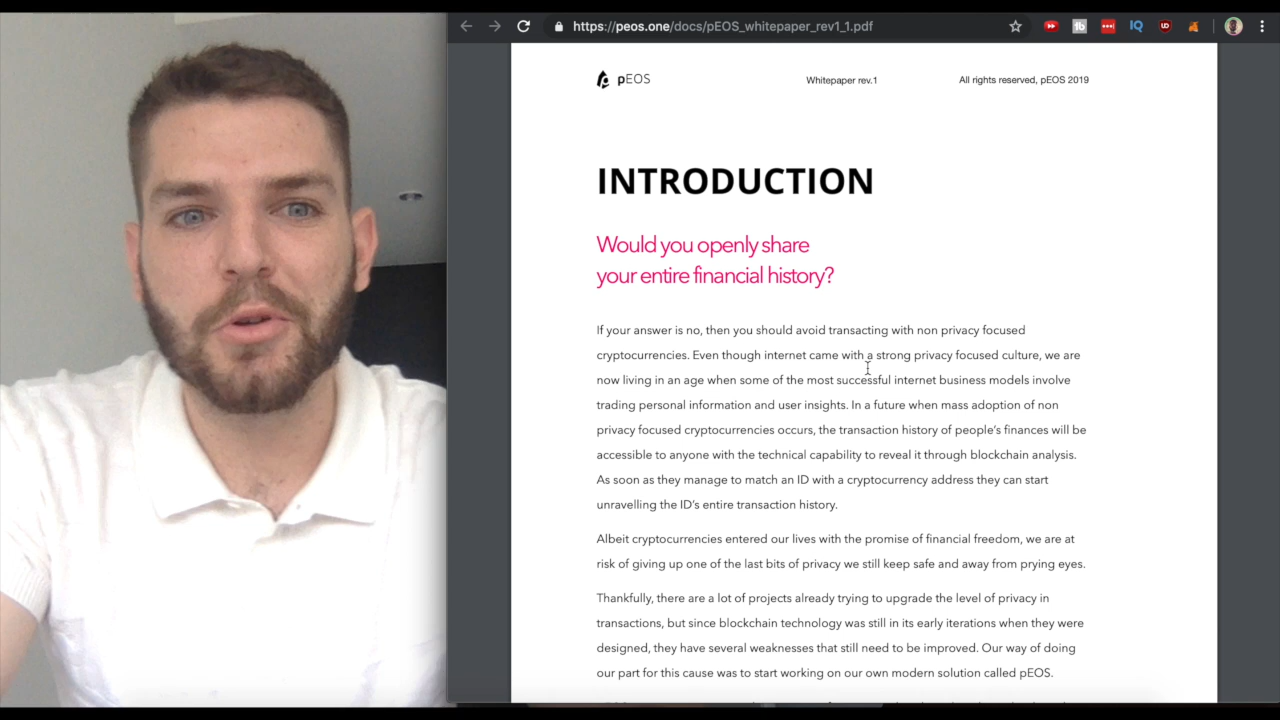 https://peos.one/docs/pEOS_whitepaper_rev1_1.pdf
pEOS Whitepaper rev.1 All rights reserved, pEOS 2019
INTRODUCTION
Would you openly share
your entire financial history?
If your answer is no, then you should avoid transacting with non privacy focused
cryptocurrencies. Even though internet came with a strong privacy focused culture, we are
now living in an age when some of the most successful internet business models involve
trading personal information and user insights. In a future when mass adoption of non
privacy focused cryptocurrencies occurs, the transaction history of people's finances will be
accessible to anyone with the technical capability to reveal it through blockchain analysis.
As soon as they manage to match an ID with a cryptocurrency address they can start
unravelling the ID's entire transaction history.
Albeit cryptocurrencies entered our lives with the promise of financial freedom, we are at
risk of giving up one of the last bits of privacy we still keep safe and away from prying eyes.
Thankfully, there are a lot of projects already trying to upgrade the level of privacy in
transactions, but since blockchain technology was still in its early iterations when they were
designed, they have several weaknesses that still need to be improved. Our way of doing
our part for this cause was to start working on our own modern solution called pEOS.